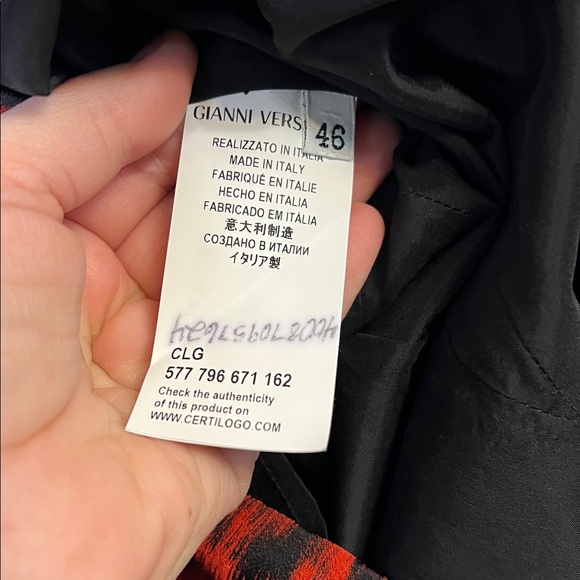 GIANNI VERS
46
REALIZZATO IN ITALIA
MADE IN ITALY
FABRIQUÉ EN ITALIE
HECHO EN ITALIA
FABRICADO EM ITÁLIA
意大利制造
СОЗДАНО В ИТАЛИИ
イタリア製
CLG
577 796 671 162
Check the authenticity
of this product on
WWW.CERTILOGO.COM